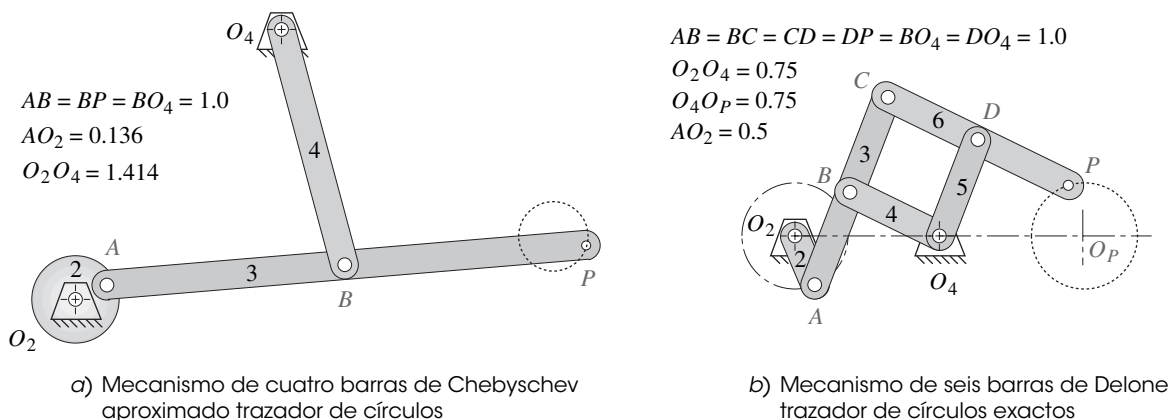 AB = BP = BO4 = 1.0
AO2 = 0.136
O2O4 = 1.414
O4
4
2
A
3
B
P
O2
a) Mecanismo de cuatro barras de Chebyschev
aproximado trazador de círculos
AB = BC = CD = DP = BO4 = DO4 = 1.0
O2O4 = 0.75
O4OP = 0.75
AO2 = 0.5
C
6
D
3
B
5
P
4
O2
2
OP
O4
A
b) Mecanismo de seis barras de Delone
trazador de círculos exactos